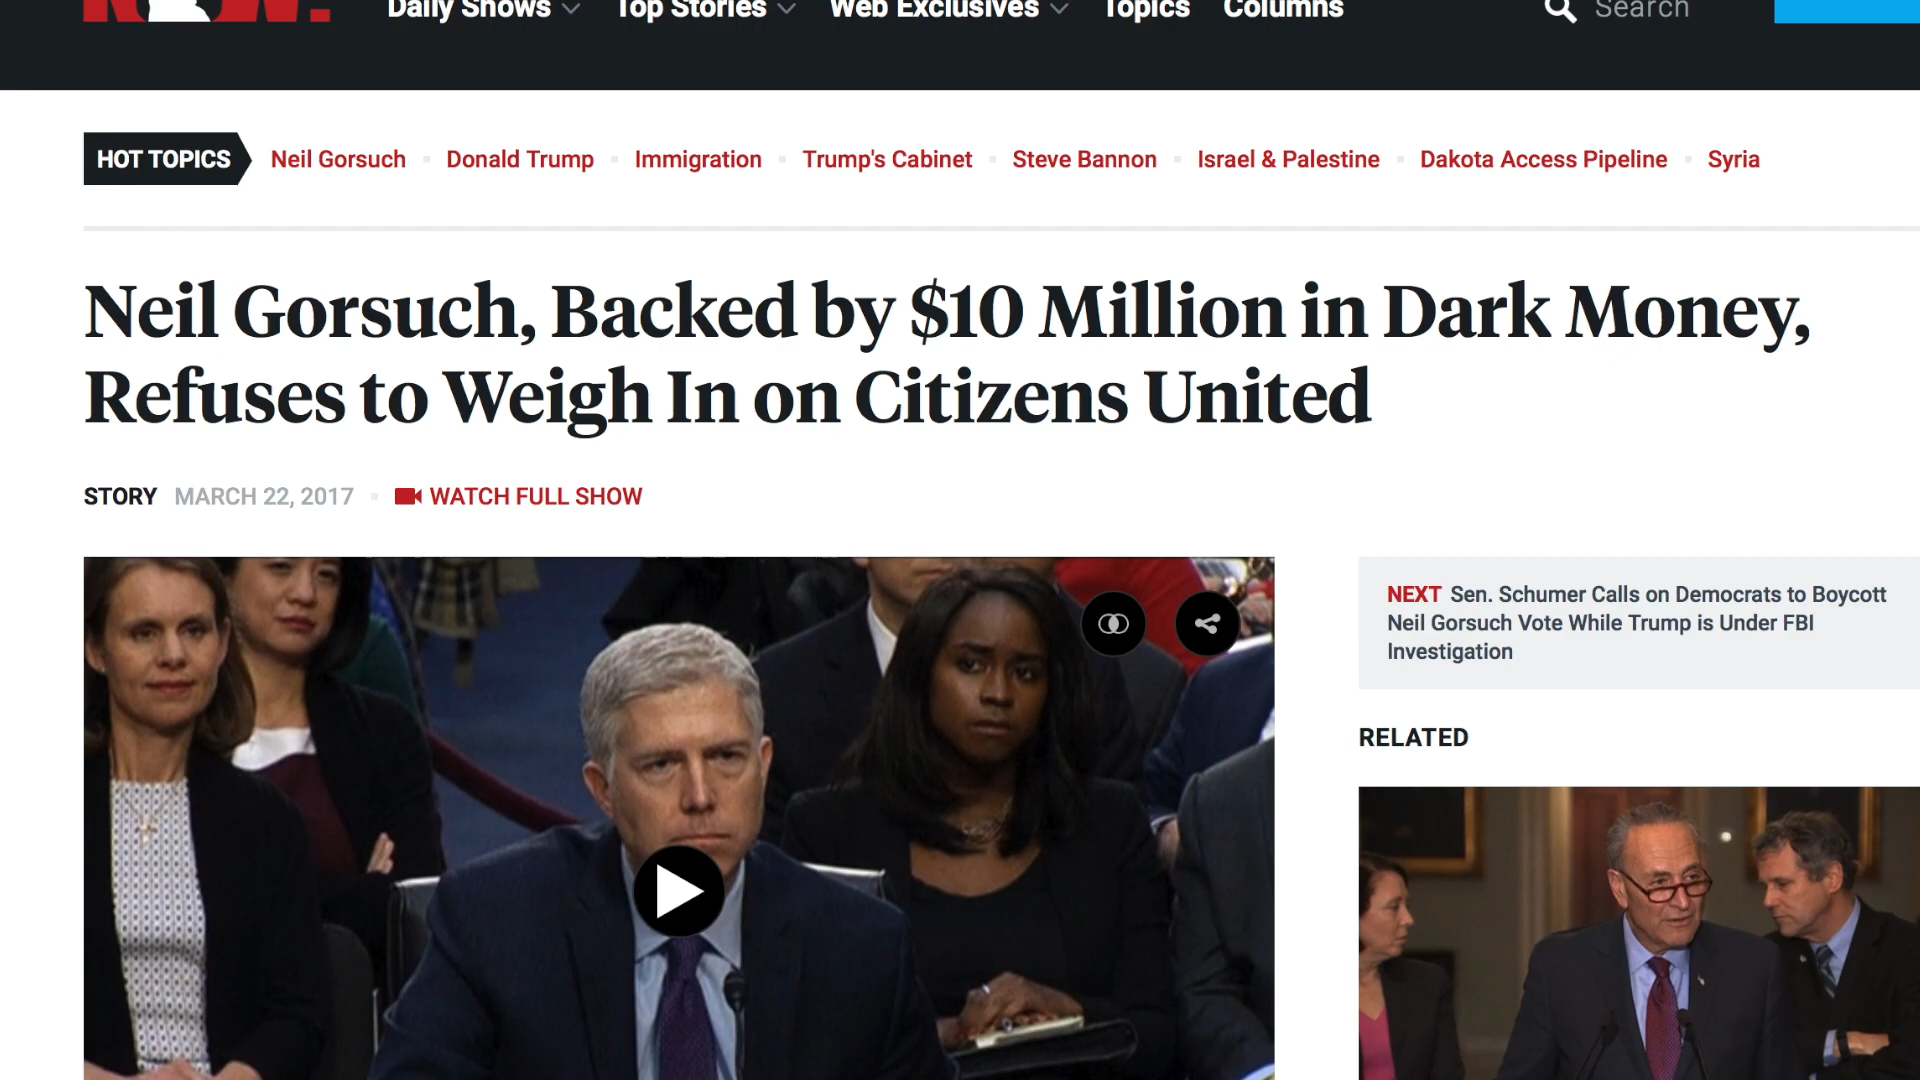 Daily Shows Top Stories Web Exclusives Topics Columns Search
HOT TOPICS Neil Gorsuch Donald Trump Immigration Trump's Cabinet Steve Bannon Israel & Palestine Dakota Access Pipeline Syria
Neil Gorsuch, Backed by $10 Million in Dark Money,
Refuses to Weigh In on Citizens United
STORY MARCH 22, 2017 WATCH FULL SHOW
NEXT Sen. Schumer Calls on Democrats to Boycott
Neil Gorsuch Vote While Trump is Under FBI
Investigation
RELATED